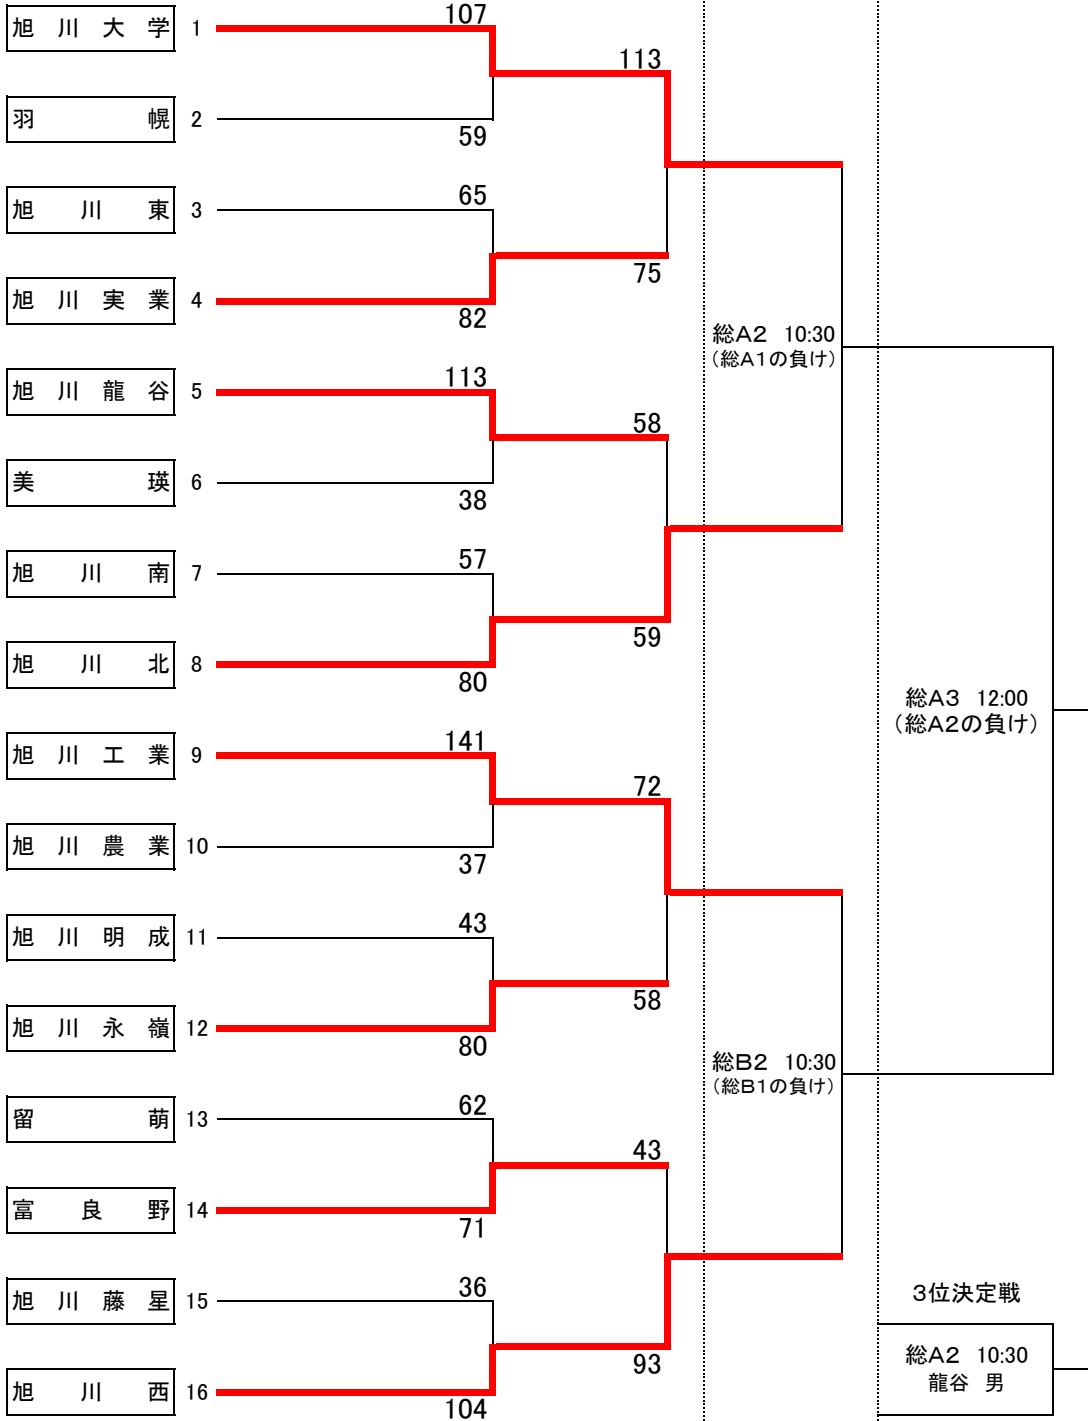 旭川大学 1
107
113
羽幌 2
59
旭川東 3
65
75
旭川実業 4
82
総A2 10:30
（総A1の負け）
旭川龍谷 5
113
58
美瑛 6
38
旭川南 7
57
59
旭川北 8
80
総A3 12:00
（総A2の負け）
旭川工業 9
141
72
旭川農業 10
37
旭川明成 11
43
58
旭川永嶺 12
80
総B2 10:30
（総B1の負け）
留萌 13
62
43
富良野 14
71
旭川藤星 15
36
93
旭川西 16
104
3位決定戦
総A2 10:30
龍谷 男